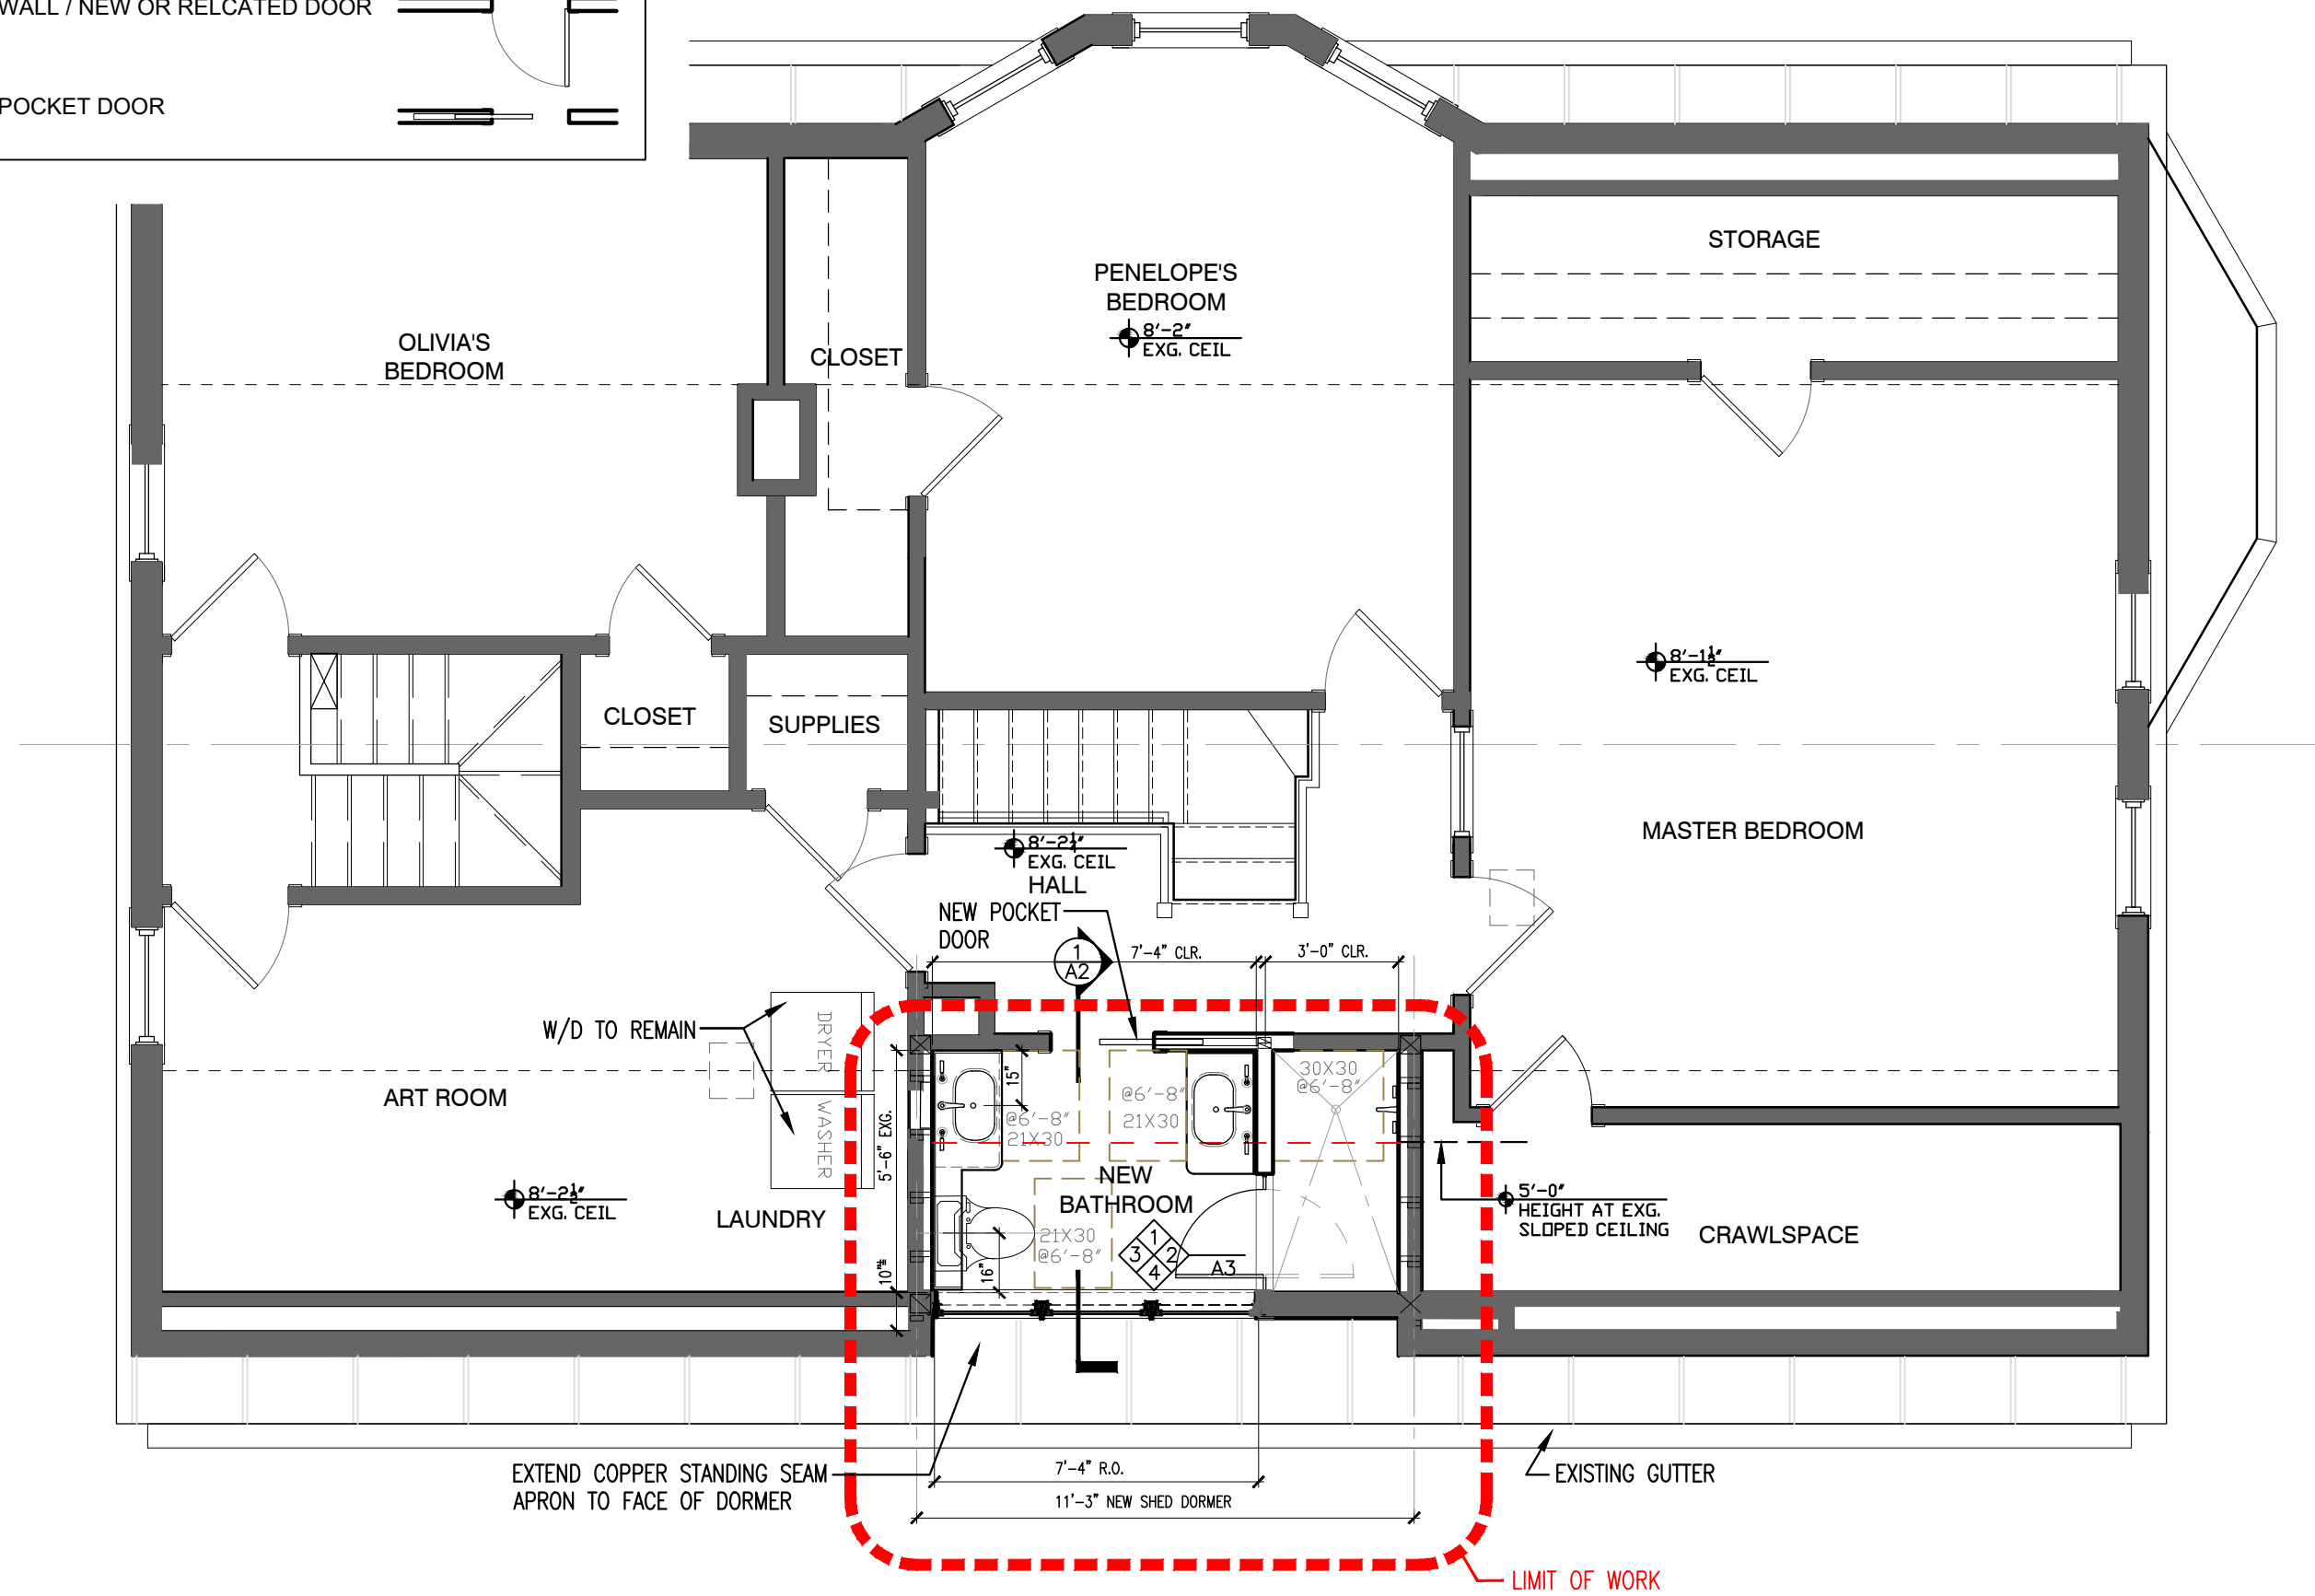 WALL / NEW OR RELCATED DOOR
POCKET DOOR
STORAGE
PENELOPE'S
BEDROOM
8'-2"
EXG. CEIL
OLIVIA'S
BEDROOM
CLOSET
8'-1½"
EXG. CEIL
CLOSET
SUPPLIES
MASTER BEDROOM
8'-2¼"
EXG. CEIL
HALL
NEW POCKET
DOOR
1
A2
7'-4" CLR.
3'-0" CLR.
W/D TO REMAIN
DRYER
WASHER
ART ROOM
5'-6" EXG.
15"
@6'-8"
21X30
@6'-8"
21X30
30X30
@6'-8"
NEW
BATHROOM
8'-2½"
EXG. CEIL
LAUNDRY
21X30
@6'-8"
10"±
16"
1
3 2
4
A3
5'-0"
HEIGHT AT EXG.
SLOPED CEILING
CRAWLSPACE
EXTEND COPPER STANDING SEAM
APRON TO FACE OF DORMER
7'-4" R.O.
11'-3" NEW SHED DORMER
EXISTING GUTTER
LIMIT OF WORK